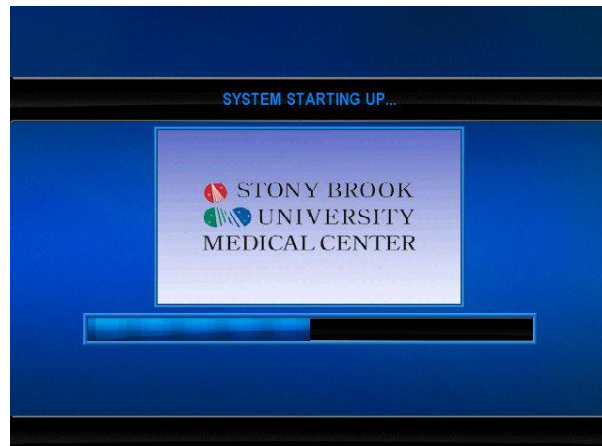 SYSTEM STARTING UP...
STONY BROOK
UNIVERSITY
MEDICAL CENTER